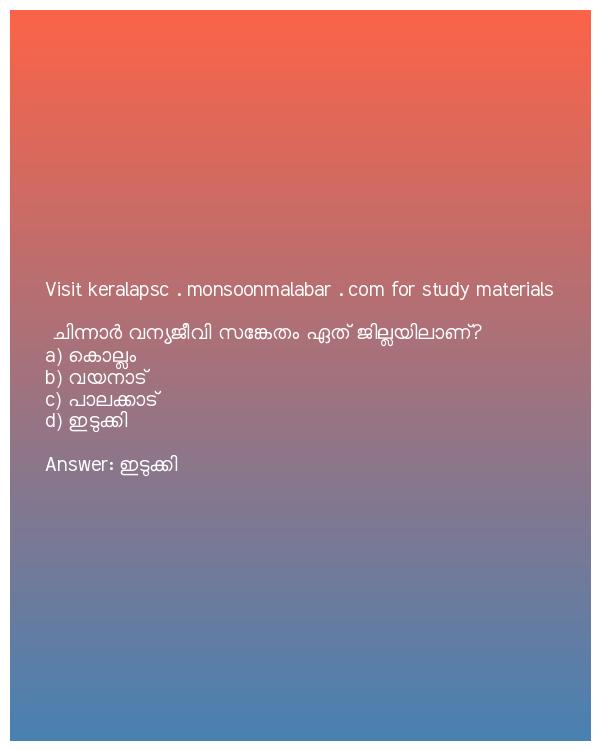 Visit keralapsc . monsoonmalabar . com for study materials
ചിന്നാർ വന്യജീവി സങ്കേതം ഏത് ജില്ലയിലാണ്?
a) കൊല്ലം
b) വയനാട്
c) പാലക്കാട്
d) ഇടുക്കി
Answer: ഇടുക്കി